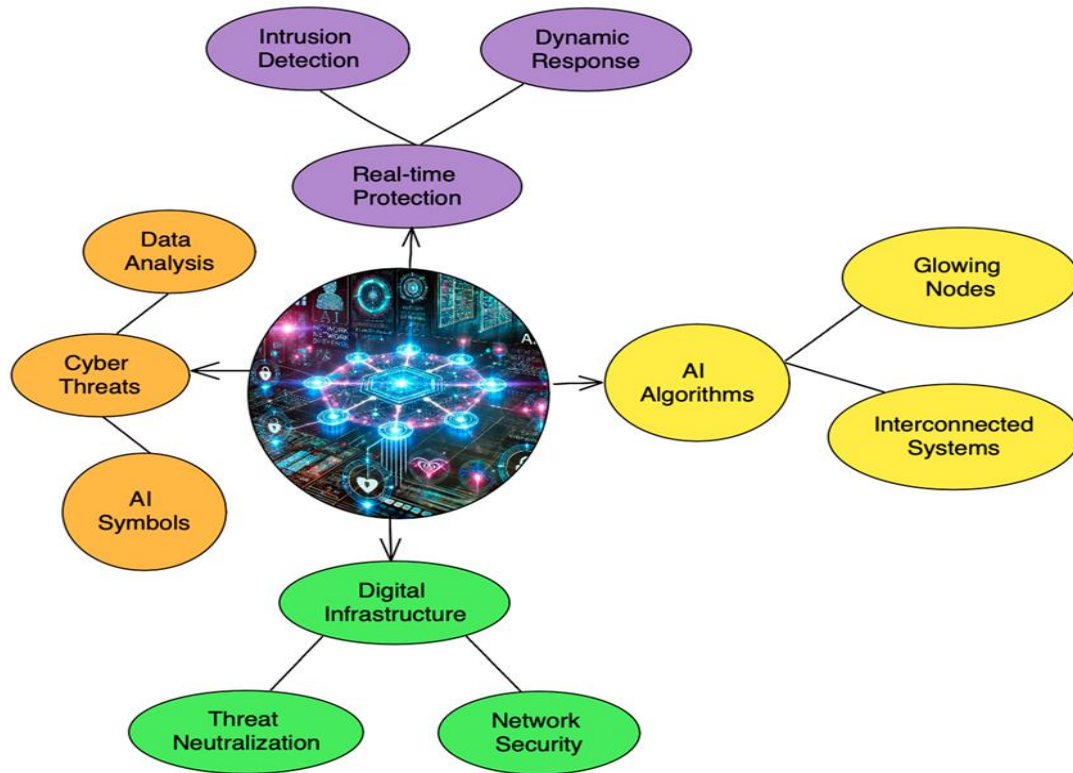 Intrusion
Detection
Dynamic
Response
Real-time
Protection
Data
Analysis
Cyber
Threats
AI
Symbols
AI
AI
Algorithms
Glowing
Nodes
Interconnected
Systems
Digital
Infrastructure
Threat
Neutralization
Network
Security